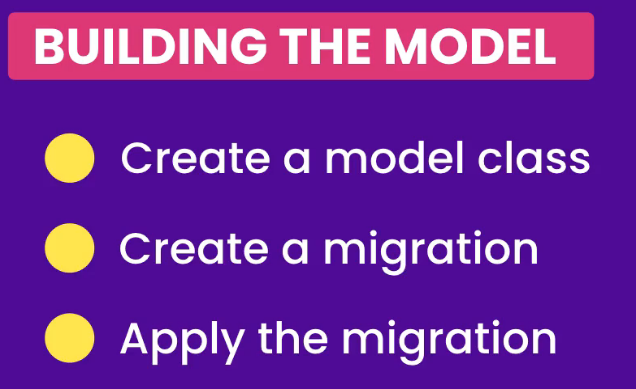 BUILDING THE MODEL
Create a model class
Create a migration
Apply the migration